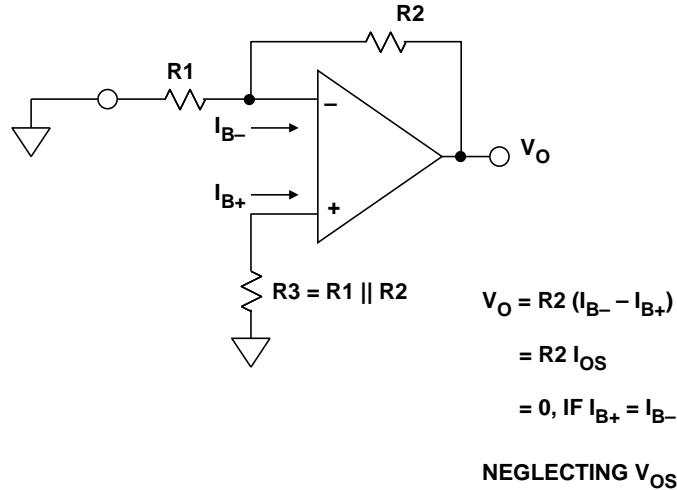 R2
R1
–
I_B–
V_O
I_B+
+
R3 = R1 || R2
V_O = R2 (I_B– – I_B+)
= R2 I_OS
= 0, IF I_B+ = I_B–
NEGLECTING V_OS